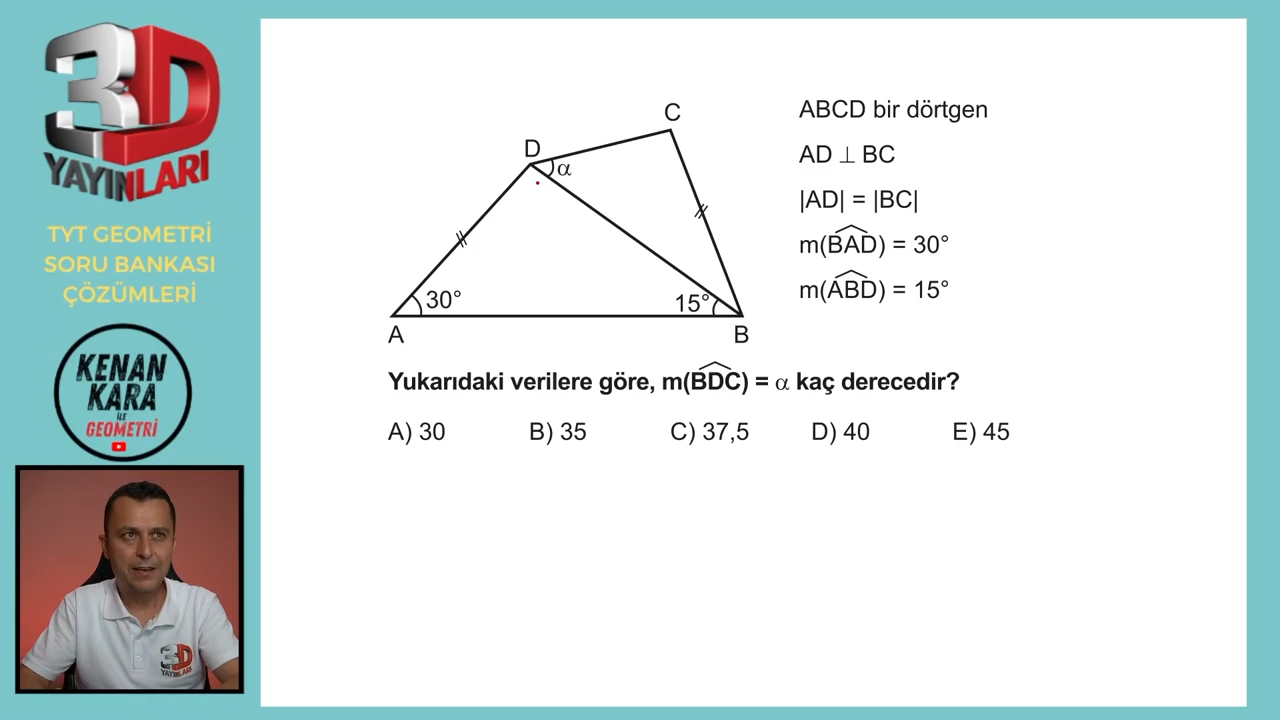 3D
YAYINLARI
TYT GEOMETRİ
SORU BANKASI
ÇÖZÜMLERİ
KENAN
KARA
İLE
GEOMETRİ
3D
YAYINLARI
C
D
α
A
30°
15°
B
ABCD bir dörtgen
AD ⊥ BC
|AD| = |BC|
m(BAD) = 30°
m(ABD) = 15°
Yukarıdaki verilere göre, m(BDC) = α kaç derecedir?
A) 30 B) 35 C) 37,5 D) 40 E) 45